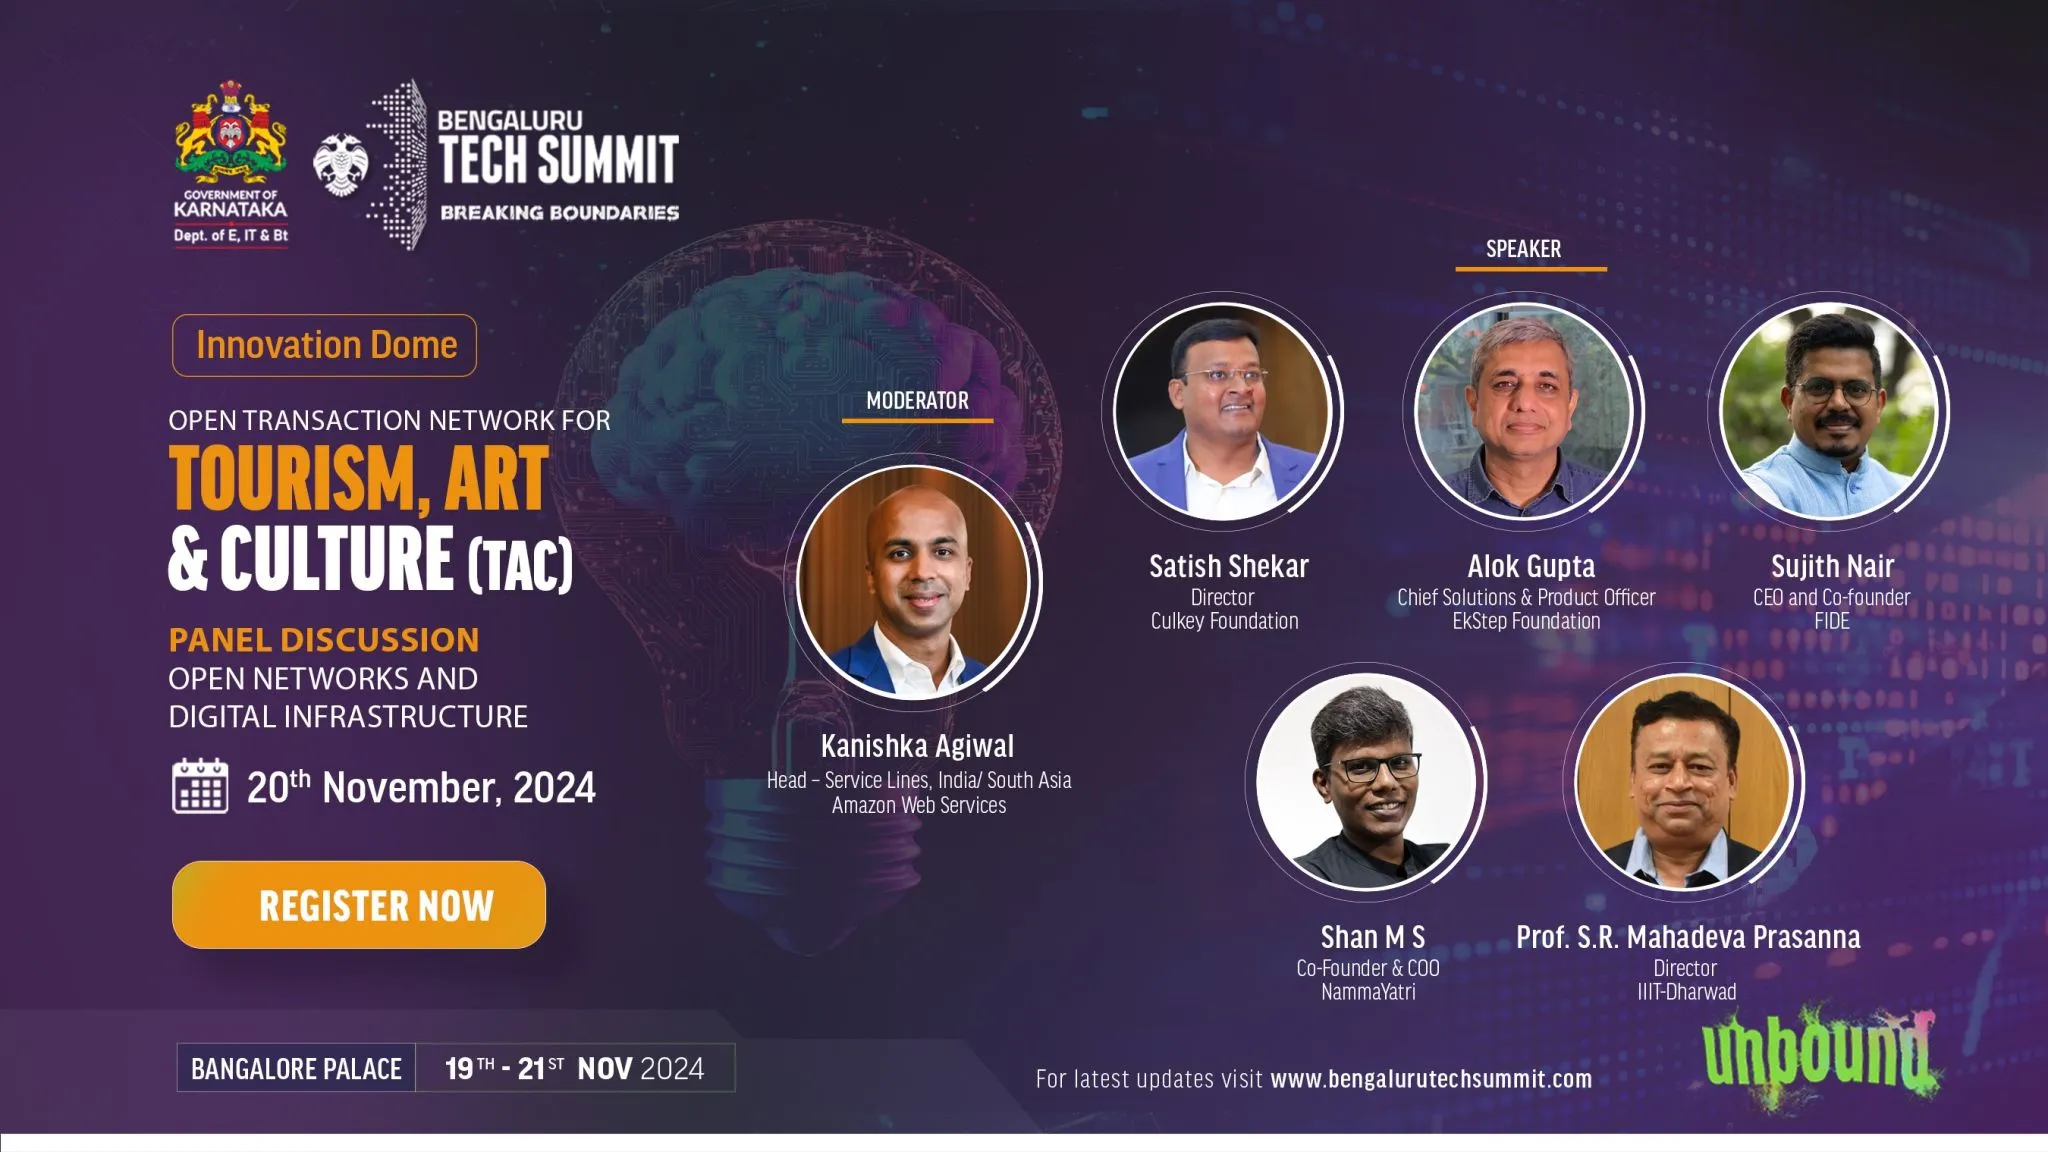 GOVERNMENT OF
KARNATAKA
Dept. of E, IT & Bt
BENGALURU
TECH SUMMIT
BREAKING BOUNDARIES
Innovation Dome
OPEN TRANSACTION NETWORK FOR
TOURISM, ART
& CULTURE (TAC)
PANEL DISCUSSION
OPEN NETWORKS AND
DIGITAL INFRASTRUCTURE
20th November, 2024
REGISTER NOW
MODERATOR
Kanishka Agiwal
Head – Service Lines, India/ South Asia
Amazon Web Services
SPEAKER
Satish Shekar
Director
Culkey Foundation
Alok Gupta
Chief Solutions & Product Officer
EkStep Foundation
Sujith Nair
CEO and Co-founder
FIDE
Shan M S
Co-Founder & COO
NammaYatri
Prof. S.R. Mahadeva Prasanna
Director
IIIT-Dharwad
BANGALORE PALACE
19TH - 21ST NOV 2024
For latest updates visit www.bengalurutechsummit.com
unbound